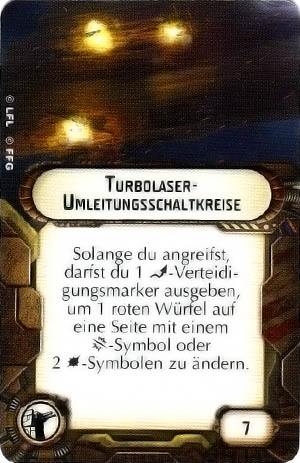 © LFL © FFG
TURBOLASER-
UMLEITUNGSSCHALTKREISE
Solange du angreifst,
darfst du 1 -Verteidi-
gungsmarker ausgeben,
um 1 roten Würfel auf
eine Seite mit einem
-Symbol oder
2 -Symbolen zu ändern.
7